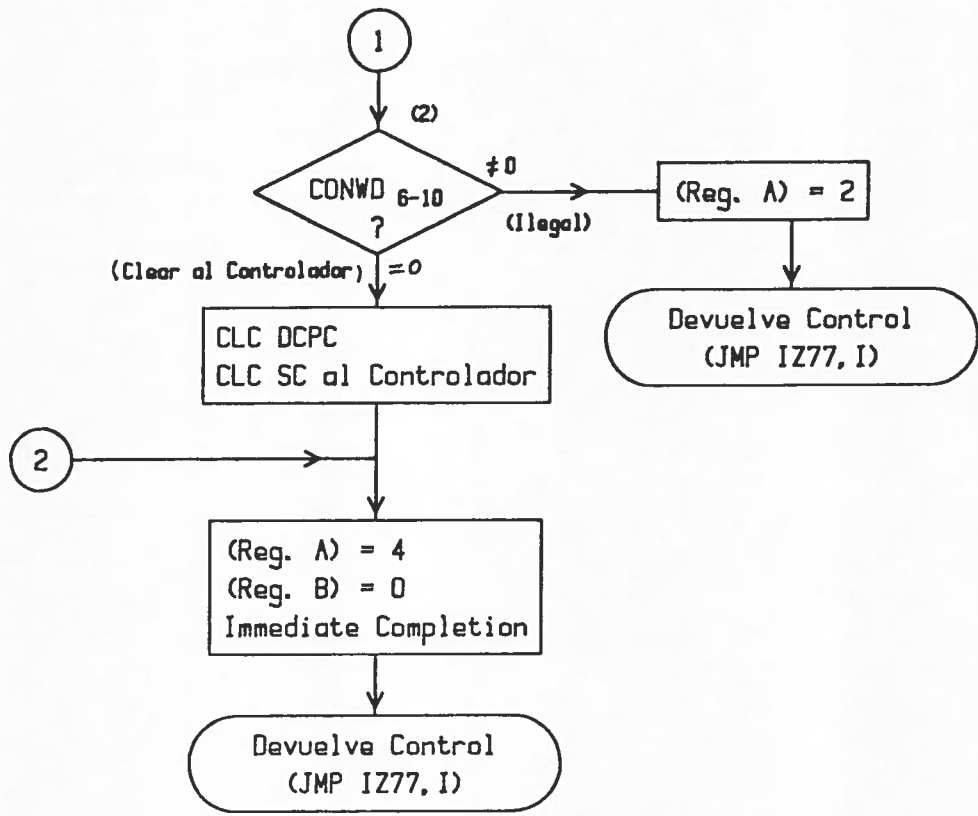 1
(2)
≠0
CONWD 6-10
?
(Ilegal)
(Reg. A) = 2
(Clear al Controlador)
=0
Devuelve Control
(JMP IZ77, I)
CLC DCPC
CLC SC al Controlador
2
(Reg. A) = 4
(Reg. B) = 0
Immediate Completion
Devuelve Control
(JMP IZ77, I)